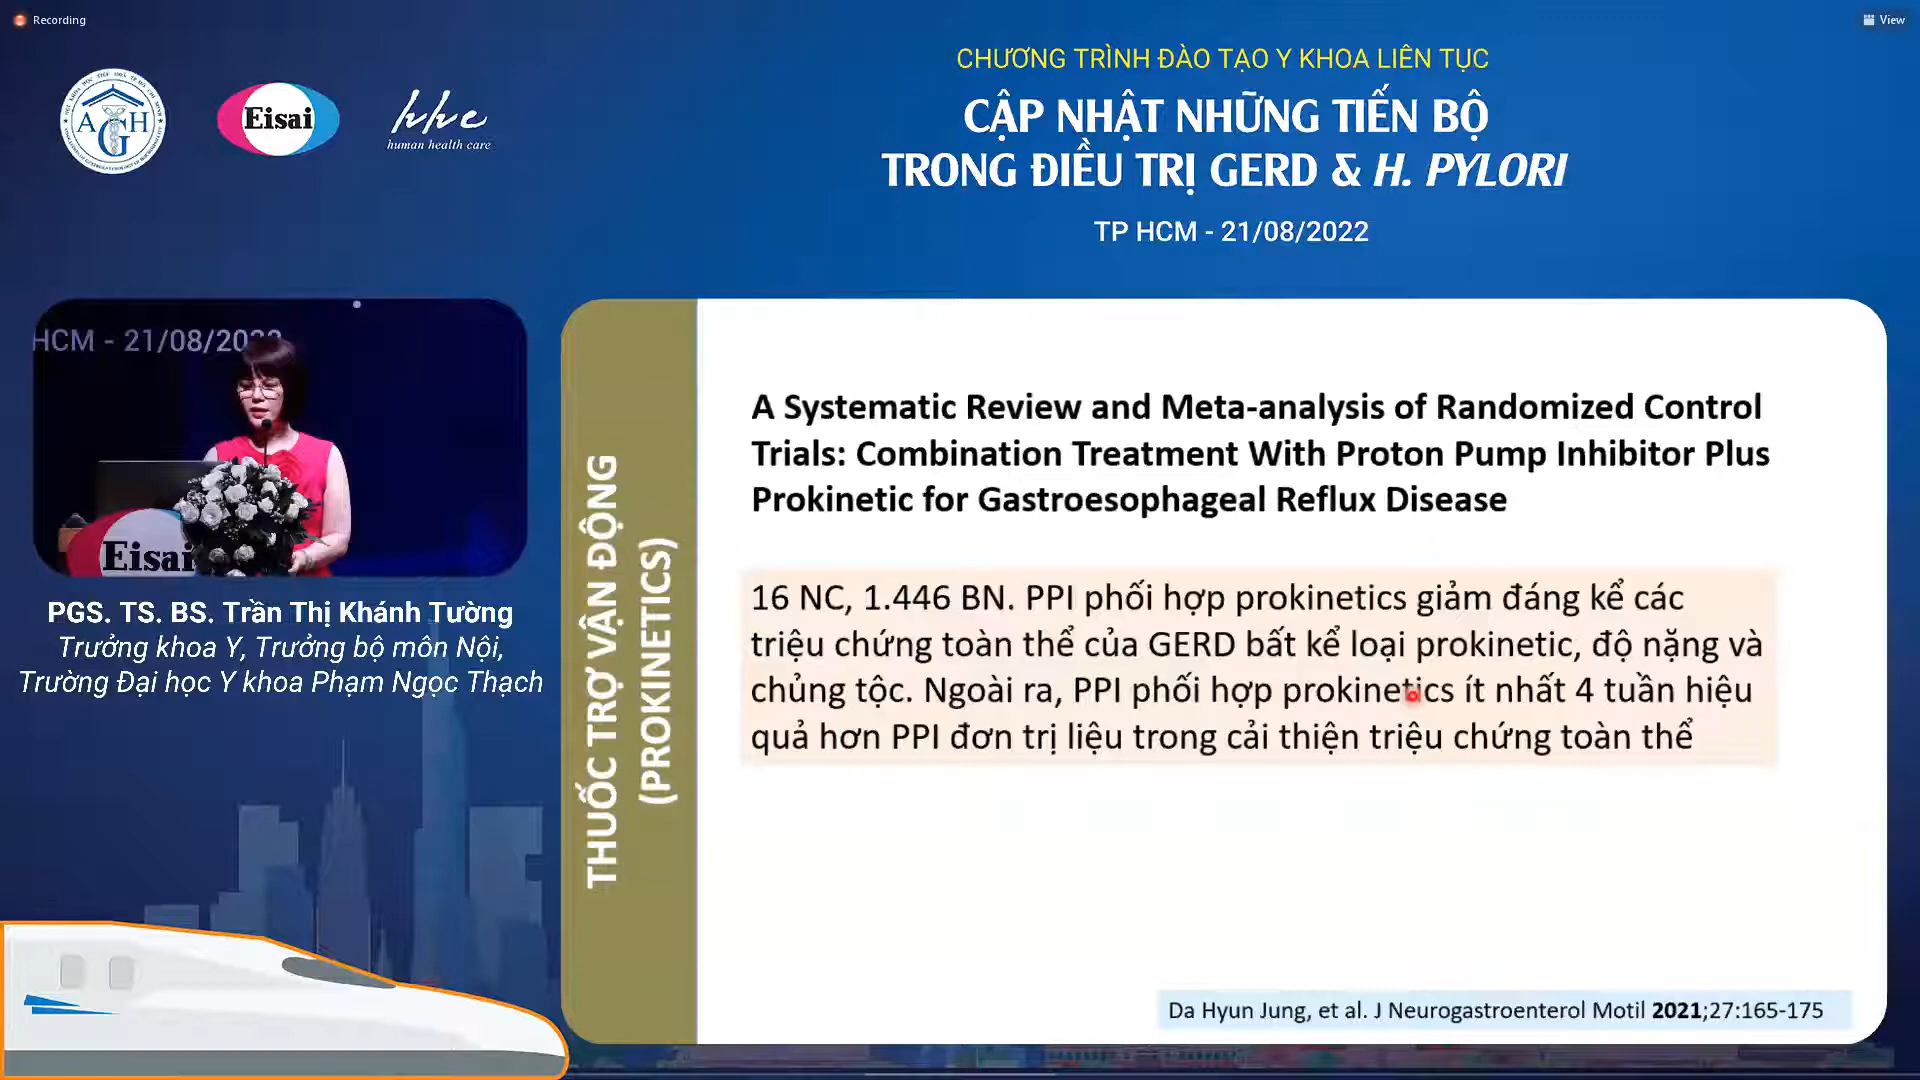 Recording
View
AGH
Eisai
hhc
human health care
CHƯƠNG TRÌNH ĐÀO TẠO Y KHOA LIÊN TỤC
CẬP NHẬT NHỮNG TIẾN BỘ
TRONG ĐIỀU TRỊ GERD & H. PYLORI
TP HCM - 21/08/2022
HCM - 21/08/2022
Eisai
PGS. TS. BS. Trần Thị Khánh Tường
Trưởng khoa Y, Trưởng bộ môn Nội,
Trường Đại học Y khoa Phạm Ngọc Thạch
THUỐC TRỢ VẬN ĐỘNG
(PROKINETICS)
A Systematic Review and Meta-analysis of Randomized Control
Trials: Combination Treatment With Proton Pump Inhibitor Plus
Prokinetic for Gastroesophageal Reflux Disease
16 NC, 1.446 BN. PPI phối hợp prokinetics giảm đáng kể các
triệu chứng toàn thể của GERD bất kể loại prokinetic, độ nặng và
chủng tộc. Ngoài ra, PPI phối hợp prokinetics ít nhất 4 tuần hiệu
quả hơn PPI đơn trị liệu trong cải thiện triệu chứng toàn thể
Da Hyun Jung, et al. J Neurogastroenterol Motil 2021;27:165-175